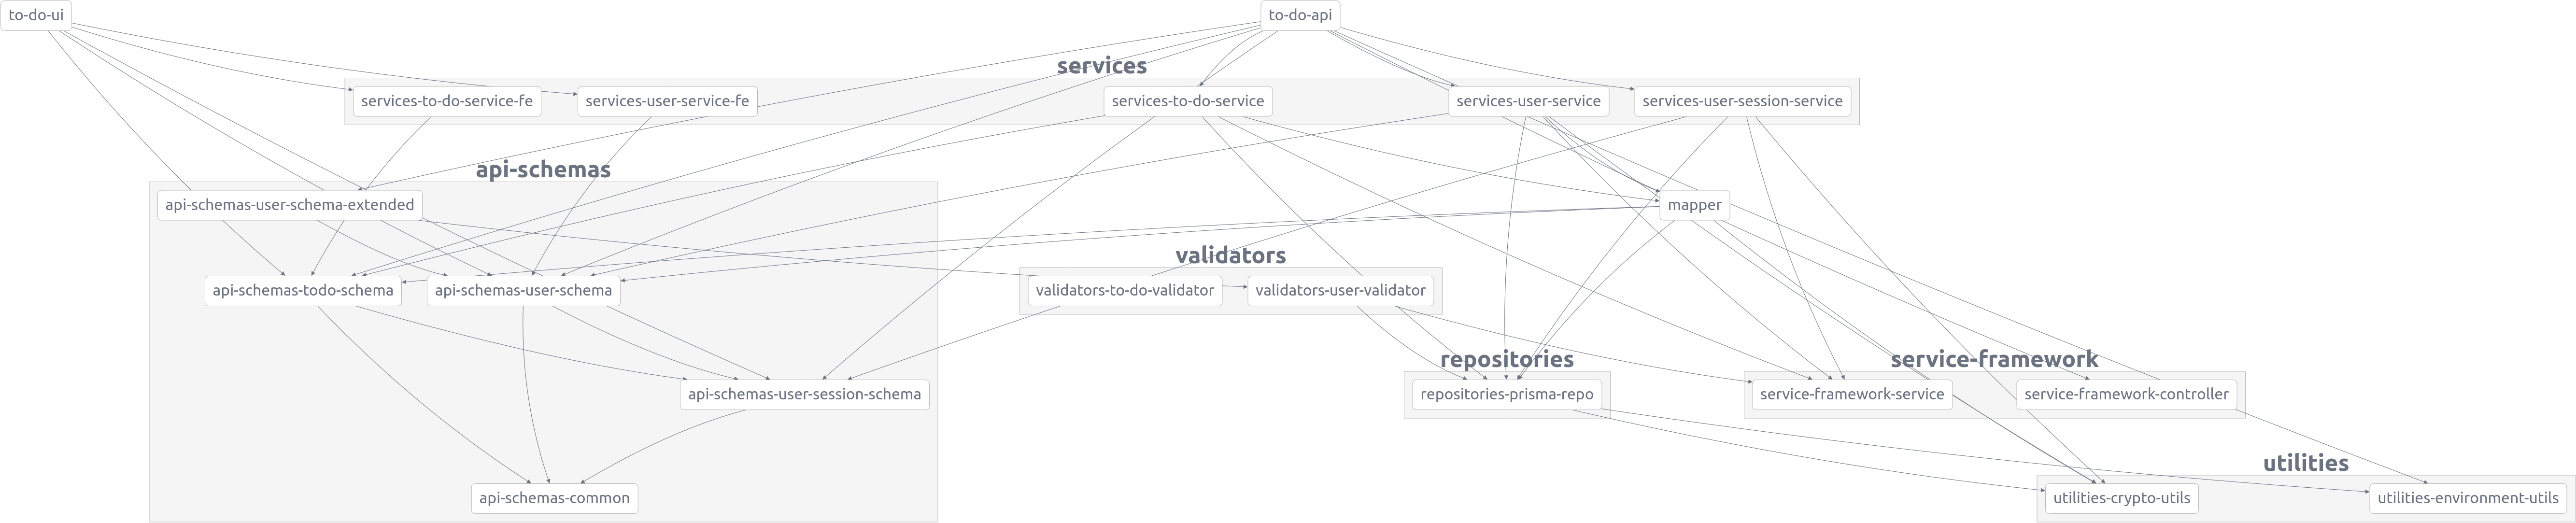 to-do-ui
to-do-api
services
services-to-do-service-fe
services-user-service-fe
services-to-do-service
services-user-service
services-user-session-service
api-schemas
api-schemas-user-schema-extended
mapper
validators
api-schemas-todo-schema
api-schemas-user-schema
validators-to-do-validator
validators-user-validator
repositories
service-framework
api-schemas-user-session-schema
repositories-prisma-repo
service-framework-service
service-framework-controller
utilities
api-schemas-common
utilities-crypto-utils
utilities-environment-utils